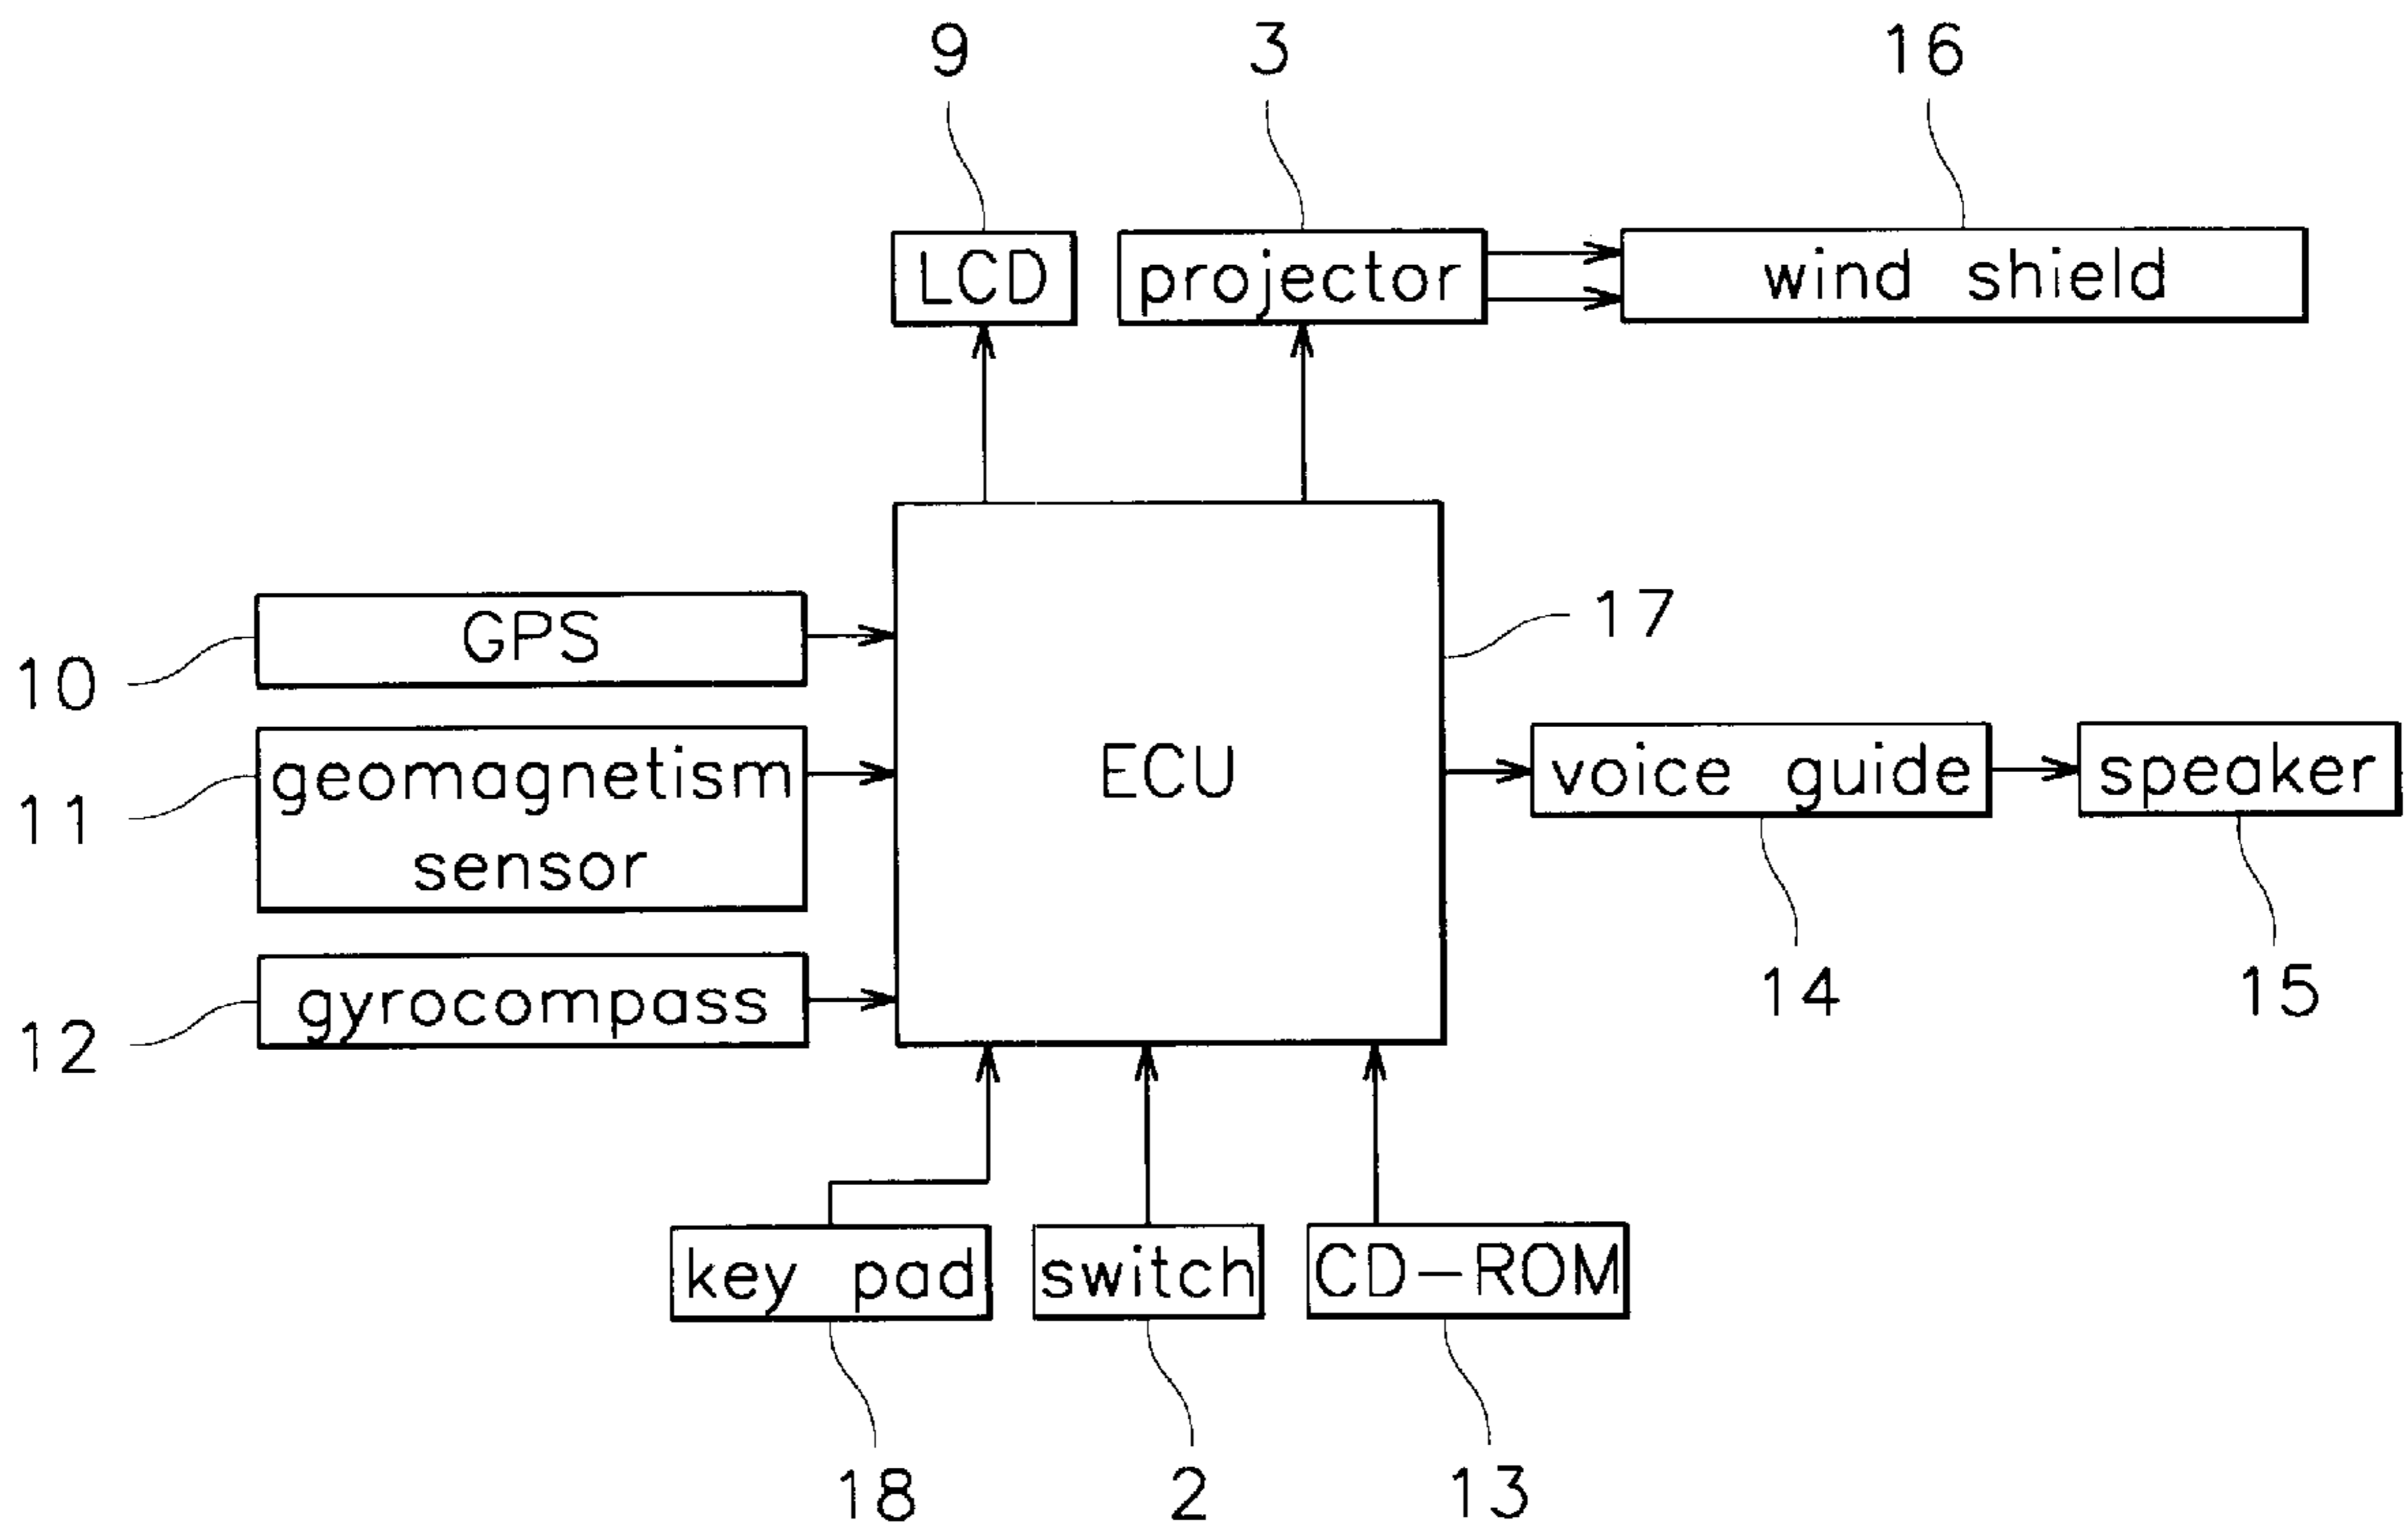 9 3 16
LCD projector wind shield
GPS 17
10
geomagnetism ECU voice guide speaker
11
sensor
gyrocompass 14 15
12
key pad switch CD-ROM
18 2 13